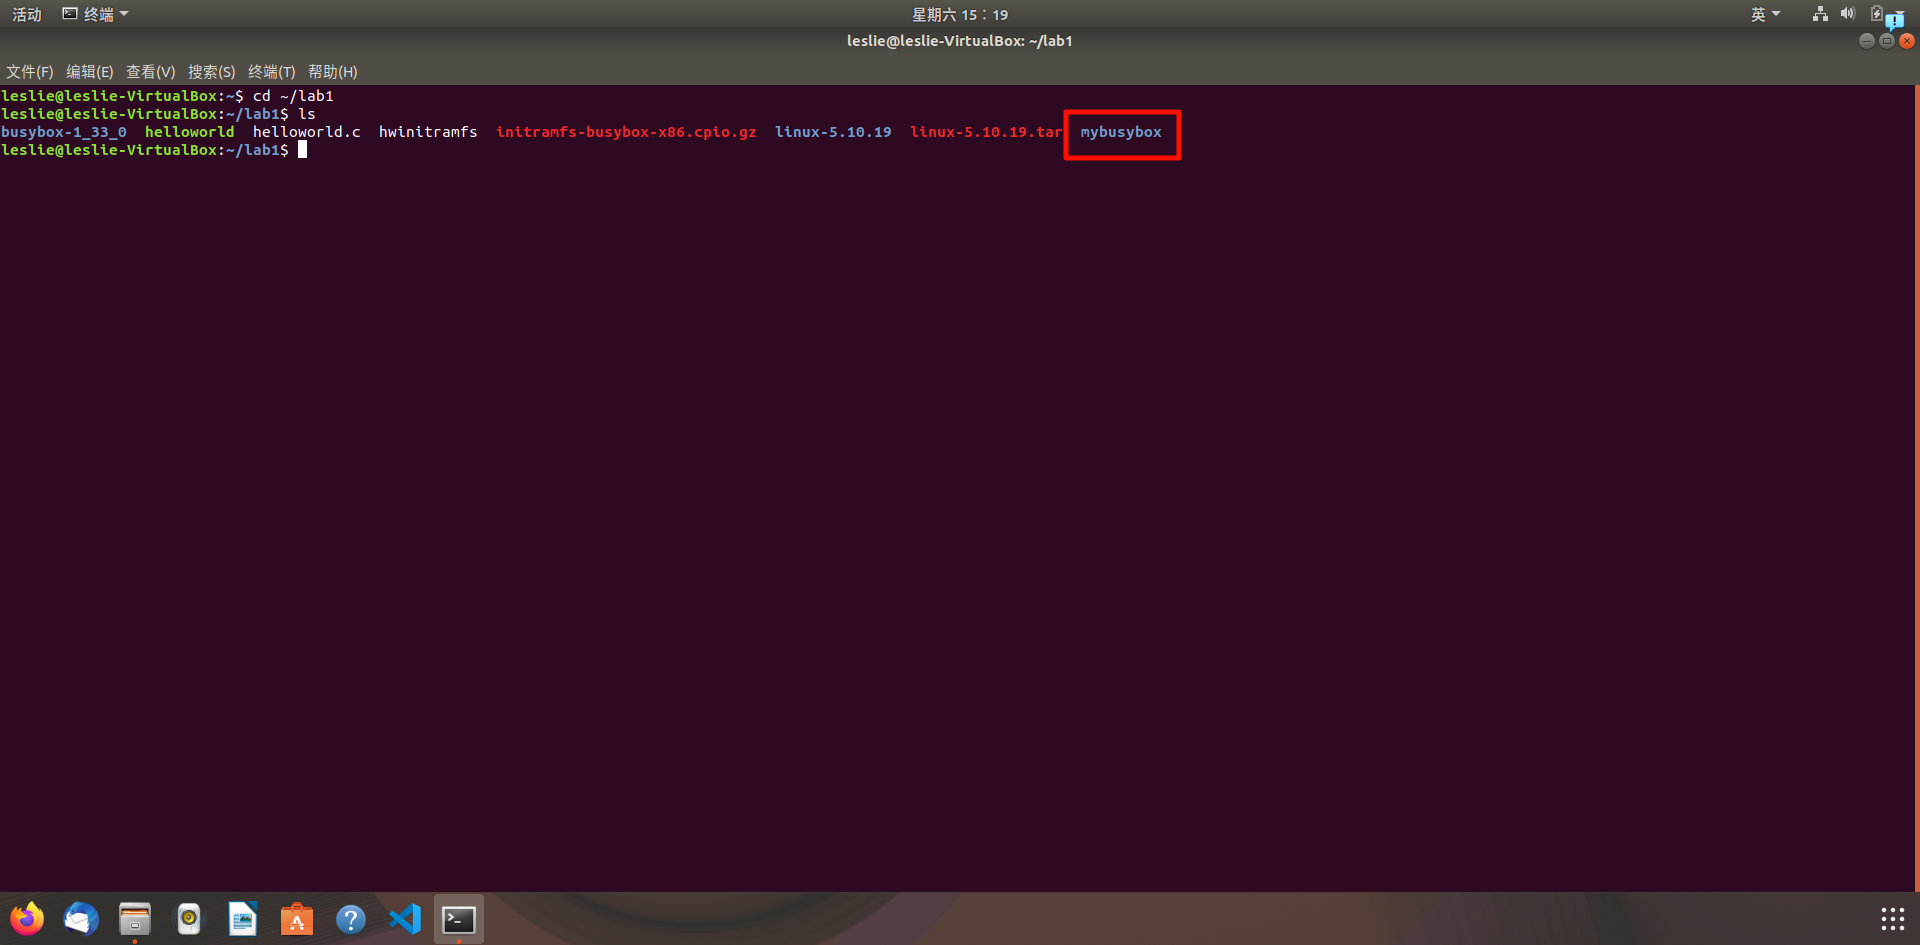 活动 终端 星期六 15：19 英
leslie@leslie-VirtualBox: ~/lab1
文件(F) 编辑(E) 查看(V) 搜索(S) 终端(T) 帮助(H)
leslie@leslie-VirtualBox:~$ cd ~/lab1
leslie@leslie-VirtualBox:~/lab1$ ls
busybox-1_33_0 helloworld helloworld.c hwinitramfs initramfs-busybox-x86.cpio.gz linux-5.10.19 linux-5.10.19.tar mybusybox
leslie@leslie-VirtualBox:~/lab1$